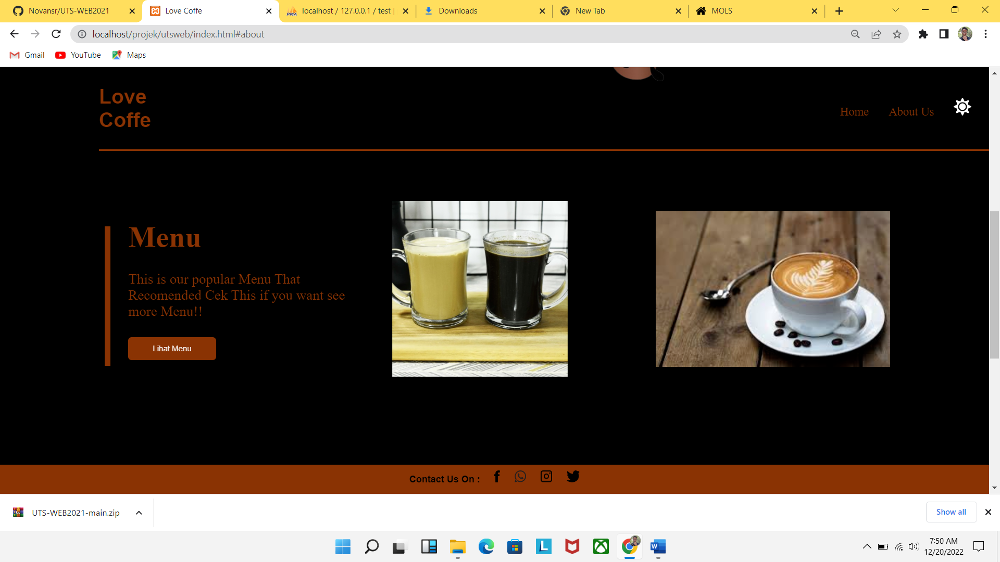 Novansr/UTS-WEB2021
Love Coffe
PMA
localhost / 127.0.0.1 / test |
Downloads
New Tab
MOLS
localhost/projek/utsweb/index.html#about
Gmail
YouTube
Maps
Love
Coffe
Home
About Us
Menu
This is our popular Menu That
Recomended Cek This if you want see
more Menu!!
Lihat Menu
Contact Us On :
UTS-WEB2021-main.zip
Show all
L
W
7:50 AM
12/20/2022